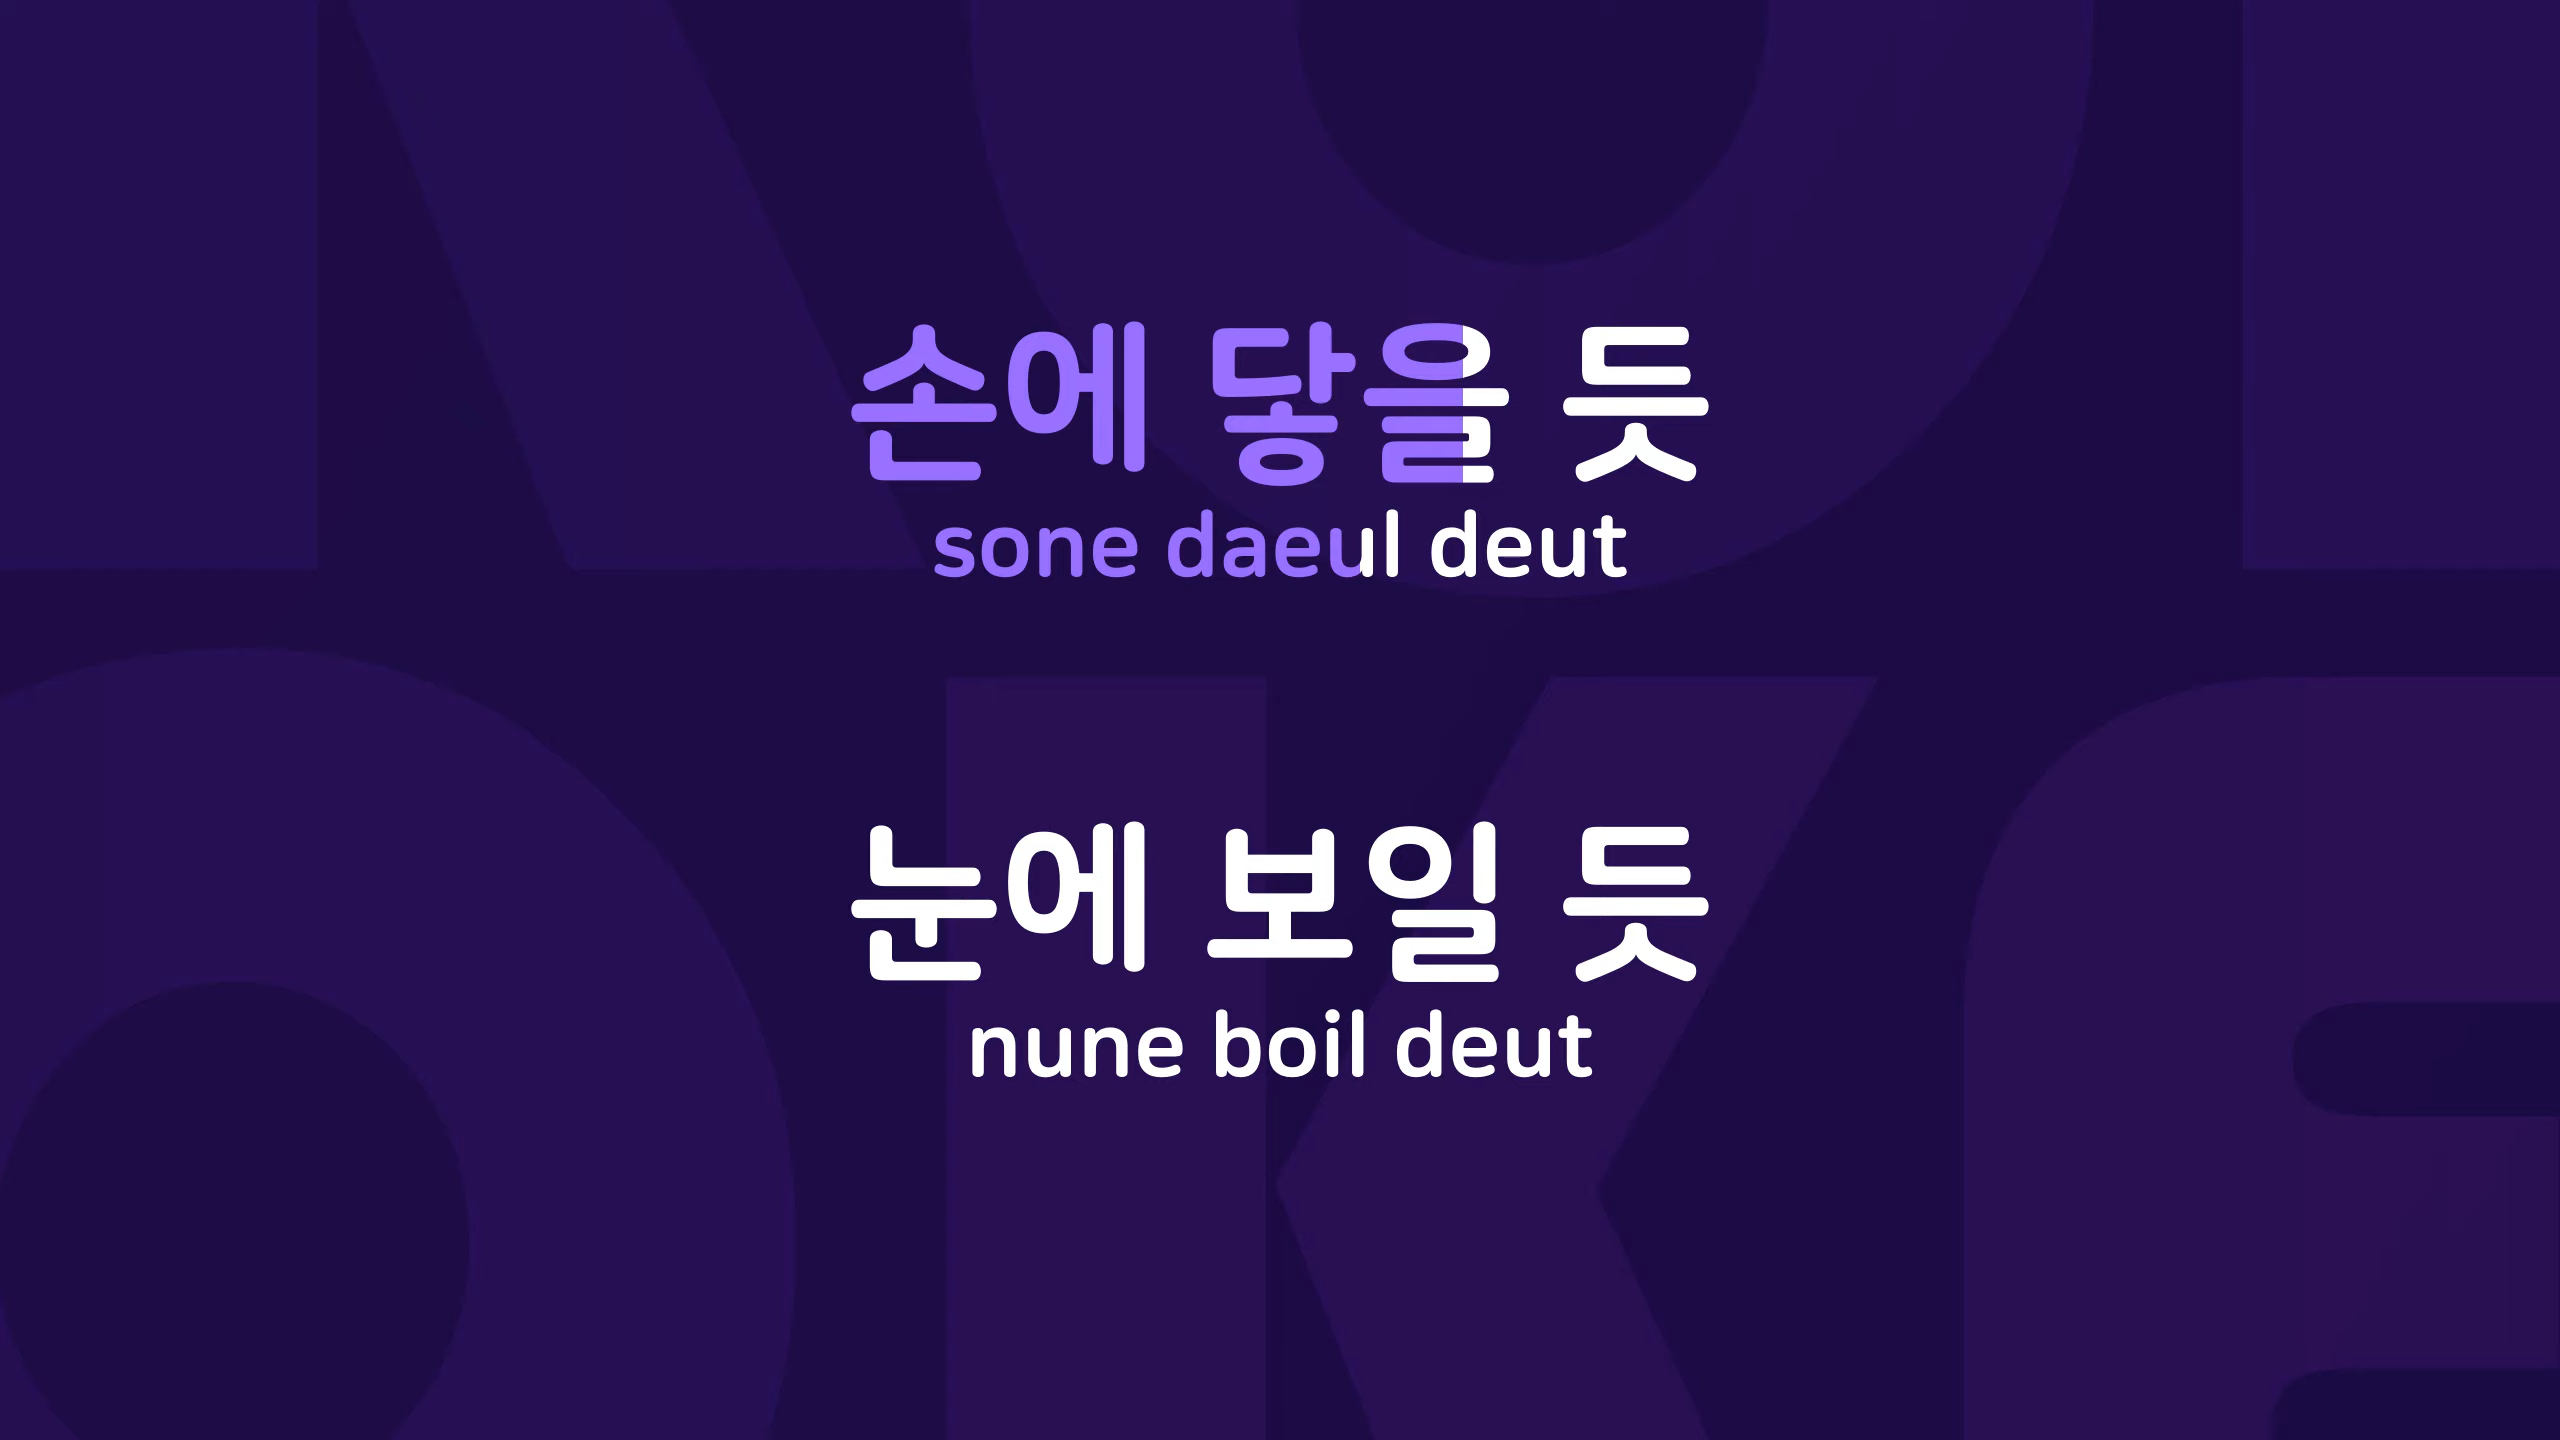 손에 닿을 듯
sone daeul deut
눈에 보일 듯
nune boil deut